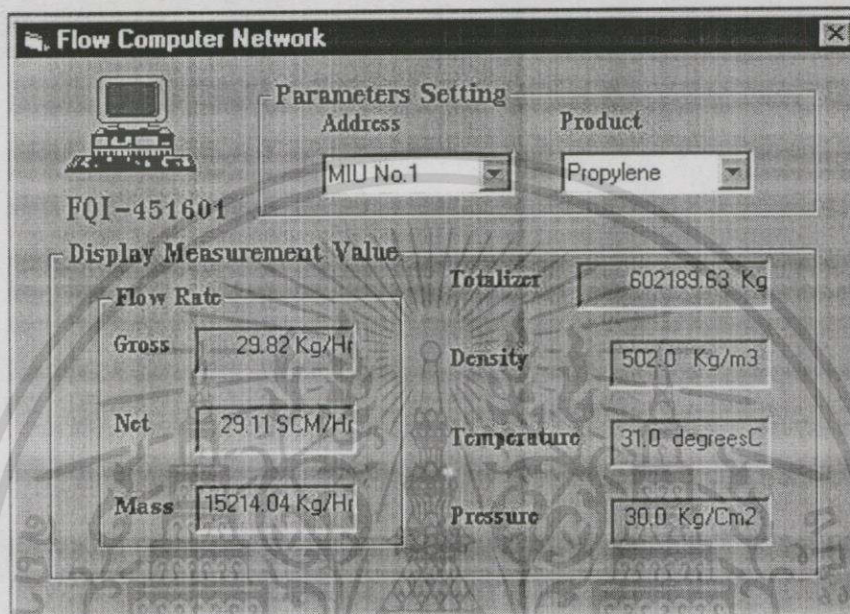 Flow Computer Network
Parameters Setting
Address
Product
MIU No.1
Propylene
FQI-451601
Display Measurement Value
Flow Rate
Gross
29.82 Kg/Hr
Net
29.11 SCM/Hr
Mass
15214.04 Kg/Hr
Totalizer
602189.63 Kg
Density
502.0 Kg/m3
Temperature
31.0 degreesC
Pressure
30.0 Kg/Cm2